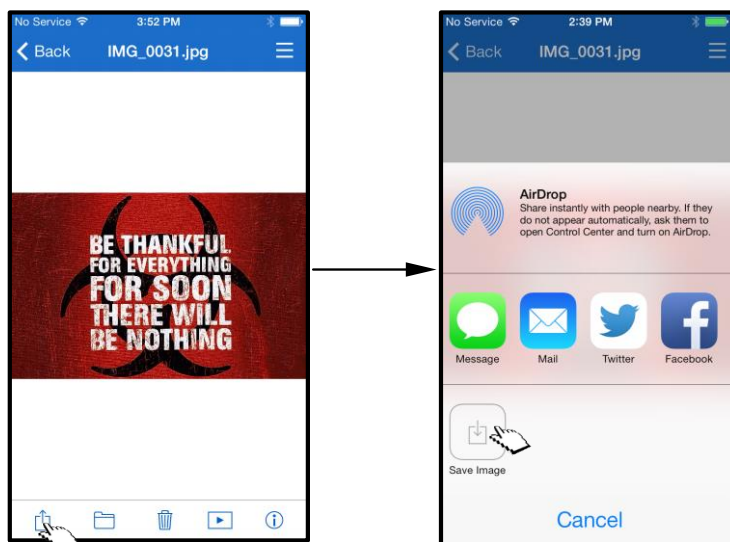 No Service 3:52 PM
Back IMG_0031.jpg
BE THANKFUL
FOR EVERYTHING
FOR SOON
THERE WILL
BE NOTHING
No Service 2:39 PM
Back IMG_0031.jpg
AirDrop
Share instantly with people nearby. If they
do not appear automatically, ask them to
open Control Center and turn on AirDrop.
Message Mail Twitter Facebook
Save Image
Cancel